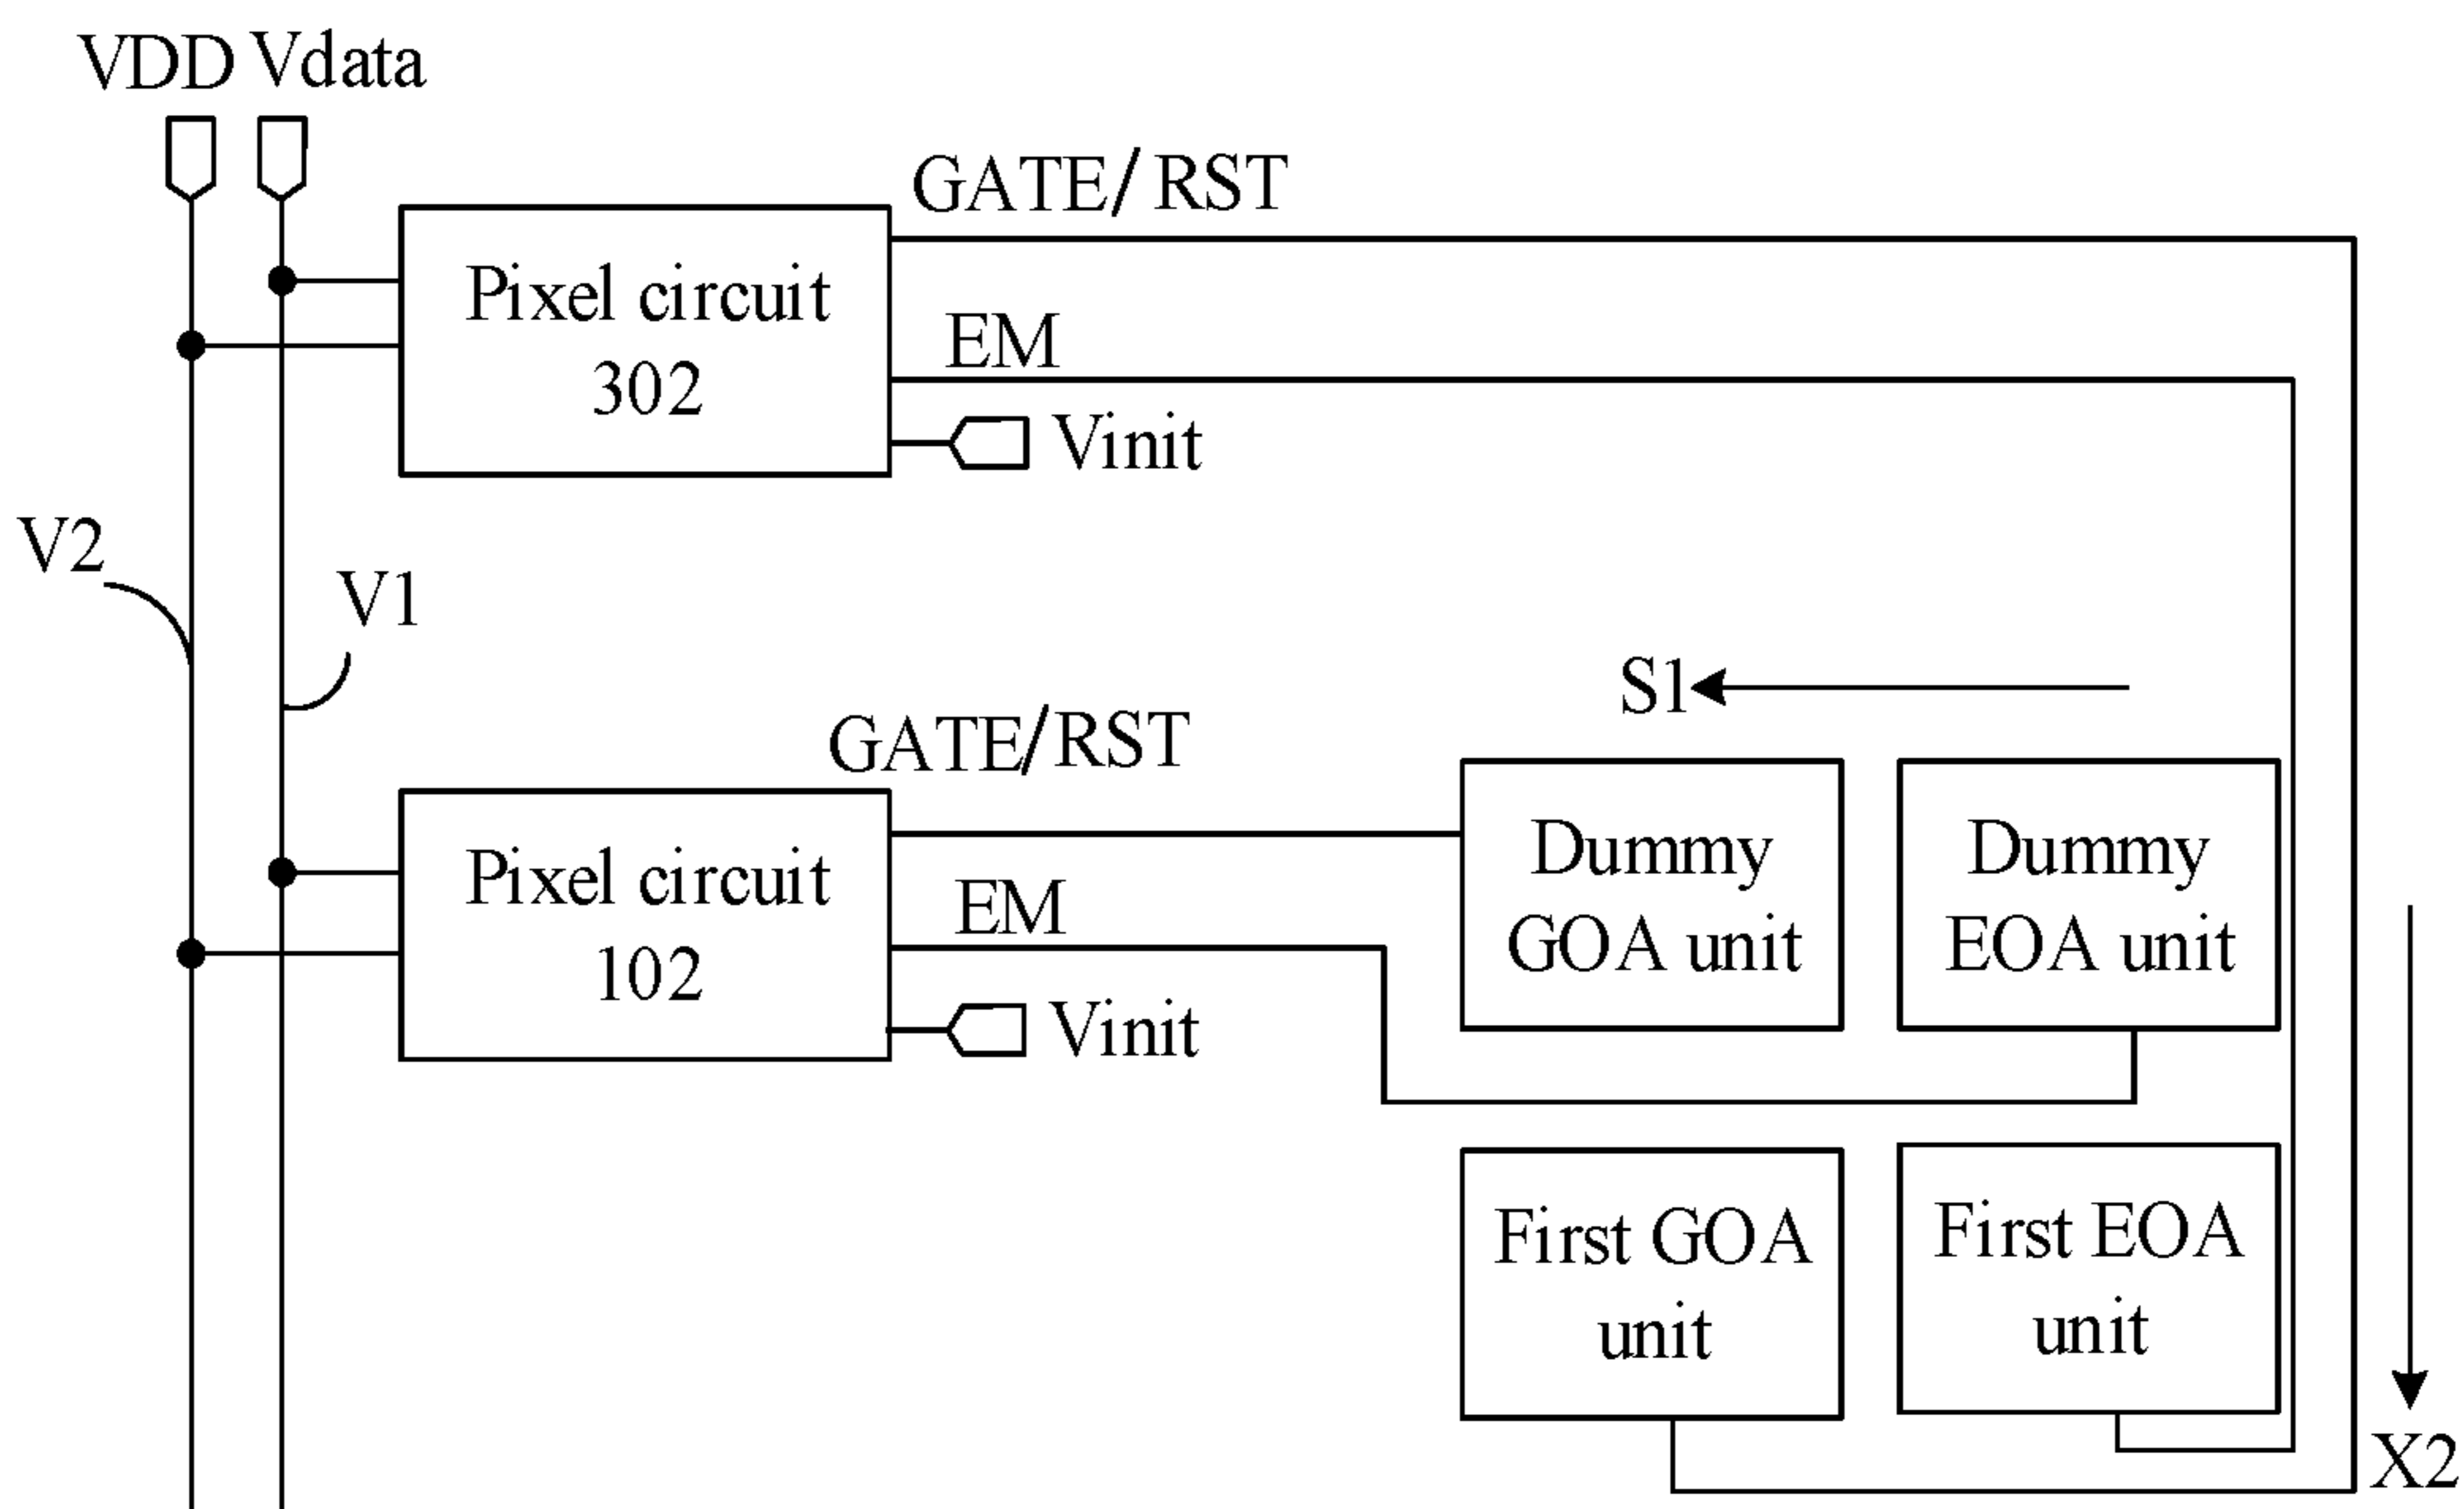 VDD Vdata
GATE/ RST
Pixel circuit
302
EM
Vinit
V2
V1
S1
GATE/RST
Pixel circuit
102
EM
Vinit
Dummy
GOA unit
Dummy
EOA unit
First GOA
unit
First EOA
unit
X2